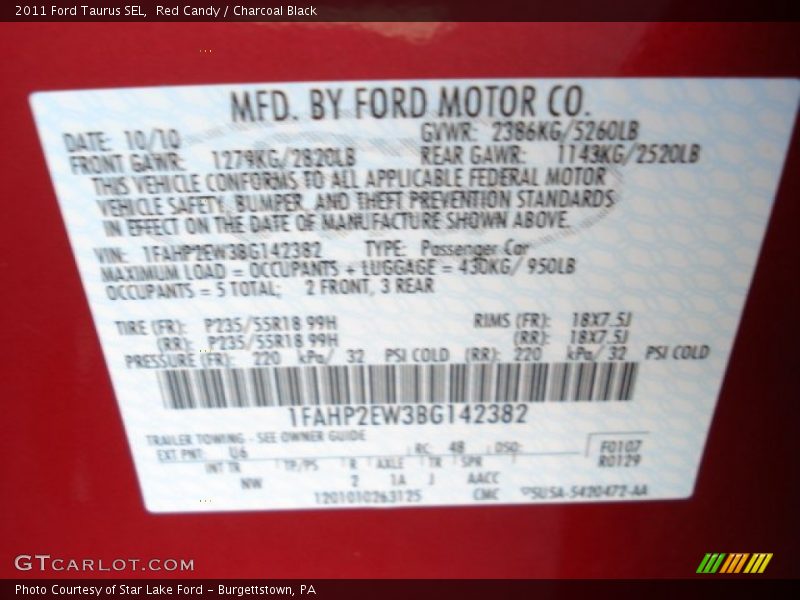 2011 Ford Taurus SEL, Red Candy / Charcoal Black
MFD. BY FORD MOTOR CO.
DATE: 10/10 GVWR: 2386KG/5260LB
FRONT GAWR: 1279KG/2820LB REAR GAWR: 1143KG/2520LB
THIS VEHICLE CONFORMS TO ALL APPLICABLE FEDERAL MOTOR
VEHICLE SAFETY, BUMPER, AND THEFT PREVENTION STANDARDS
IN EFFECT ON THE DATE OF MANUFACTURE SHOWN ABOVE.
VIN: 1FAHP2EW3BG142382 TYPE: Passenger Car
MAXIMUM LOAD = OCCUPANTS + LUGGAGE = 430KG/ 950LB
OCCUPANTS = 5 TOTAL; 2 FRONT, 3 REAR
TIRE (FR): P235/55R18 99H RIMS (FR): 18X7.5J
(RR): P235/55R18 99H (RR): 18X7.5J
PRESSURE (FR): 220 kPa/ 32 PSI COLD (RR): 220 kPa/ 32 PSI COLD
1FAHP2EW3BG142382
TRAILER TOWING - SEE OWNER GUIDE
EXT PNT: U6 RC: 48 DSO: F0107
R0129
INT TR TP/PS R AXLE TR SPR
NW 2 1A J AACC
1201010263125 CMC 5U5A-5420472-AA
GTCARLOT.COM
Photo Courtesy of Star Lake Ford - Burgettstown, PA